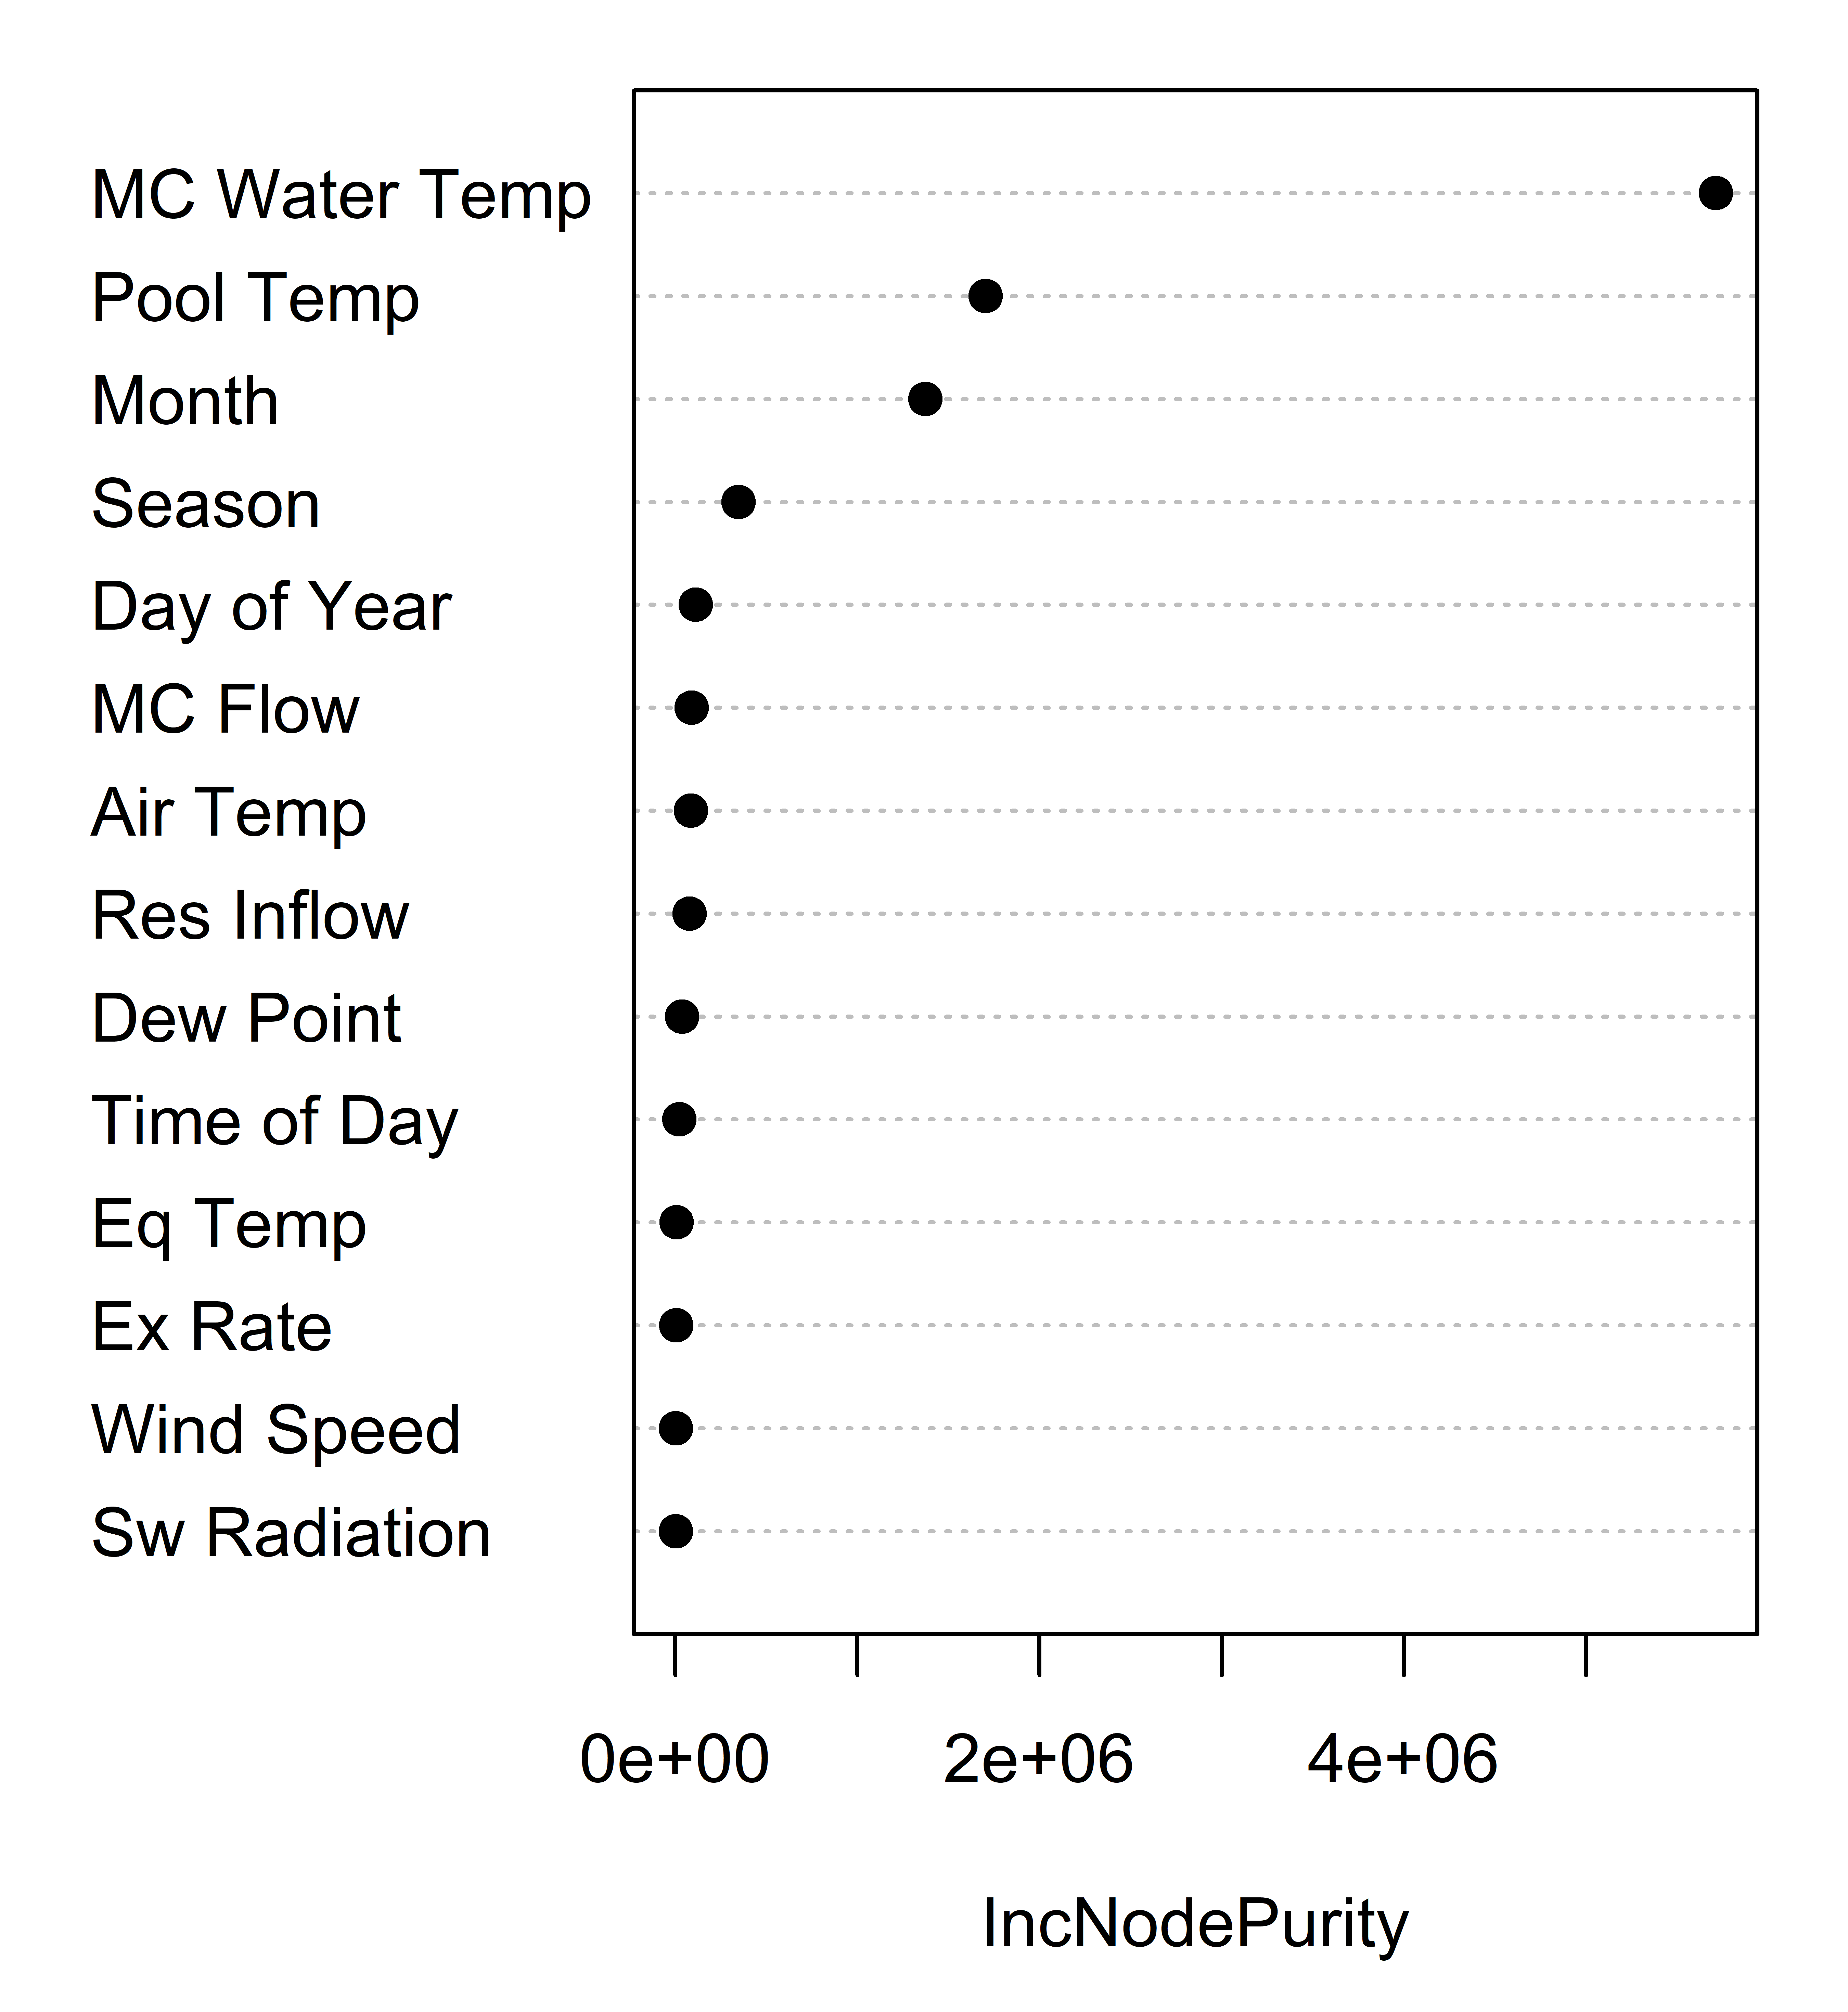 MC Water Temp
Pool Temp
Month
Season
Day of Year
MC Flow
Air Temp
Res Inflow
Dew Point
Time of Day
Eq Temp
Ex Rate
Wind Speed
Sw Radiation
0e+00 2e+06 4e+06
IncNodePurity